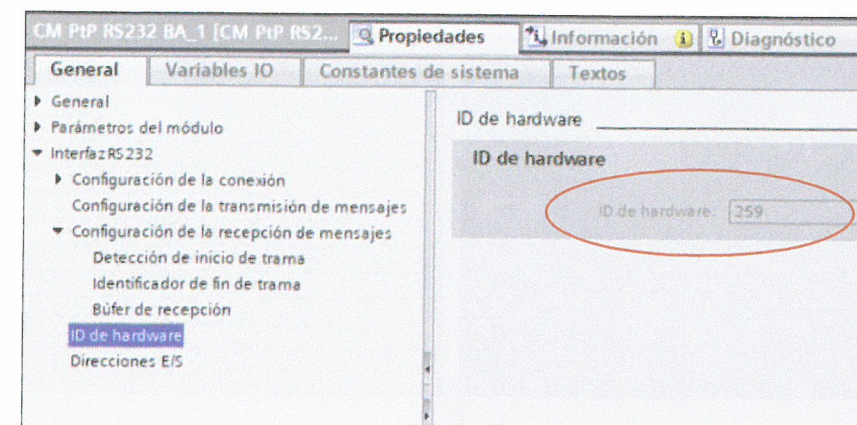 CM PtP RS232 BA_1 [CM PtP RS2... Propiedades Información Diagnóstico
General Variables IO Constantes de sistema Textos
General
Parámetros del módulo
Interfaz RS232
Configuración de la conexión
Configuración de la transmisión de mensajes
Configuración de la recepción de mensajes
Detección de inicio de trama
Identificador de fin de trama
Búfer de recepción
ID de hardware
Direcciones E/S
ID de hardware
ID de hardware
ID de hardware: 259